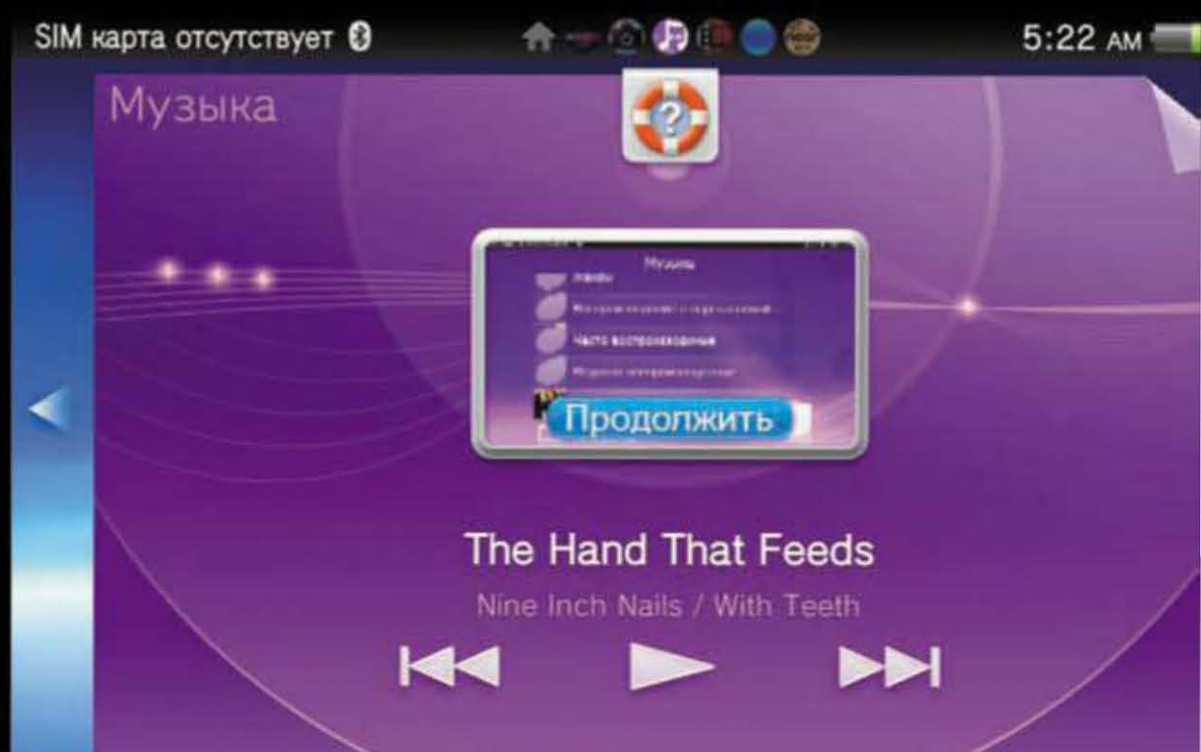 SIM карта отсутствует
5:22 AM
Музыка
?
Музыка
Часто воспроизводимые
Продолжить
The Hand That Feeds
Nine Inch Nails / With Teeth